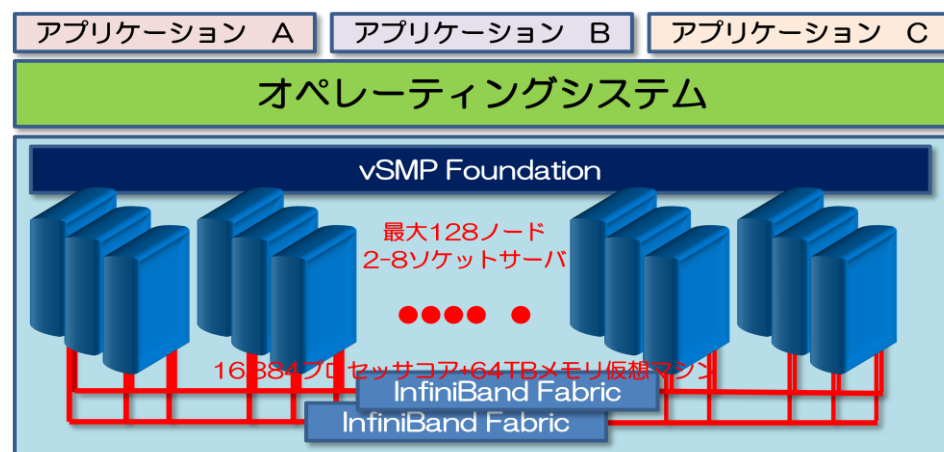 アプリケーション A
アプリケーション B
アプリケーション C
オペレーティングシステム
vSMP Foundation
最大128ノード
2-8ソケットサーバ
16384プロセッサコア+64TBメモリ仮想マシン
InfiniBand Fabric
InfiniBand Fabric